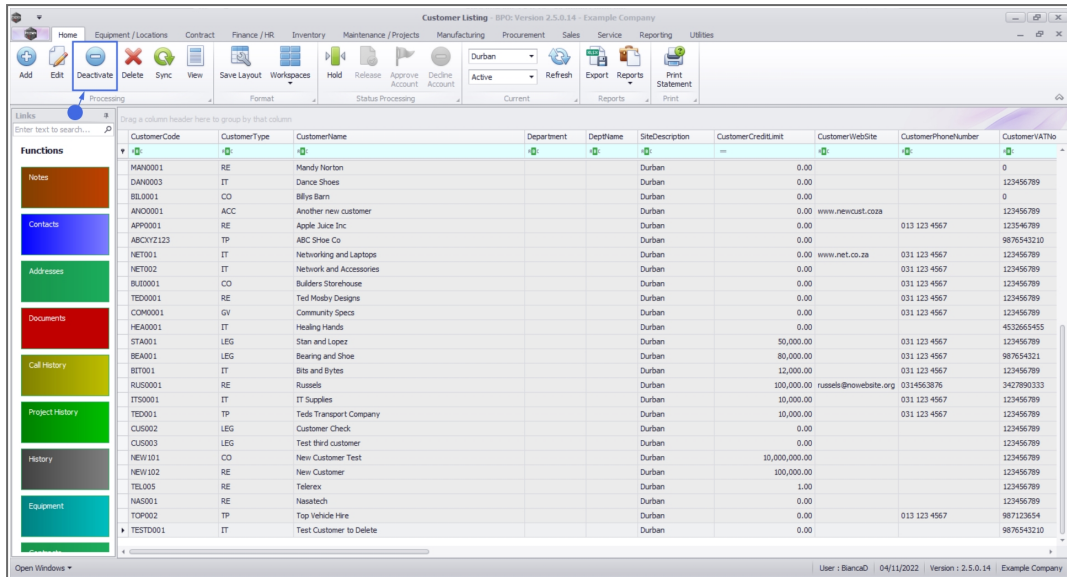 Customer Listing - BPO: Version 2.5.0.14 - Example Company
Home Equipment / Locations Contract Finance / HR Inventory Maintenance / Projects Manufacturing Procurement Sales Service Reporting Utilities
Add Edit Deactivate Delete Sync View Save Layout Workspaces Hold Release Approve Account Decline Account Durban Active Refresh Export Reports Print Statement
Processing Format Status Processing Current Reports Print
Links
Enter text to search...
Drag a column header here to group by that column
Functions
CustomerCode CustomerType CustomerName Department DeptName SiteDescription CustomerCreditLimit CustomerWebSite CustomerPhoneNumber CustomerVATNo
MAN0001 RE Mandy Norton Durban 0.00 0
DAN0003 IT Dance Shoes Durban 0.00 123456789
BIL0001 CO Billys Barn Durban 0.00 0
ANO0001 ACC Another new customer Durban 0.00 www.newcust.coza 123456789
APP0001 RE Apple Juice Inc Durban 0.00 013 123 4567 123546789
ABCXYZ123 TP ABC SHoe Co Durban 0.00 9876543210
NET001 IT Networking and Laptops Durban 0.00 www.net.co.za 031 123 4567 123456789
NET002 IT Network and Accessories Durban 0.00 031 123 4567 123456789
BUI0001 CO Builders Storehouse Durban 0.00 031 123 4567 123456789
TED0001 RE Ted Mosby Designs Durban 0.00 031 123 4567 123456789
COM0001 GV Community Specs Durban 0.00 031 123 4567 123456789
HEA0001 IT Healing Hands Durban 0.00 4532665455
STA001 LEG Stan and Lopez Durban 50,000.00 031 123 4567 123456789
BEA001 LEG Bearing and Shoe Durban 80,000.00 031 123 4567 987654321
BIT001 IT Bits and Bytes Durban 12,000.00 031 123 4567 123456789
RUS0001 RE Russels Durban 100,000.00 russels@nowebsite.org 0314563876 3427890333
ITS0001 IT IT Supplies Durban 10,000.00 031 123 4567 123456789
TED001 TP Teds Transport Company Durban 10,000.00 031 123 4567 123456789
CUS002 LEG Customer Check Durban 0.00 123456789
CUS003 LEG Test third customer Durban 0.00 123456789
NEW101 CO New Customer Test Durban 10,000,000.00 123456789
NEW102 RE New Customer Durban 100,000.00 123456789
TEL005 RE Telerex Durban 1.00 123456789
NAS001 RE Nasatech Durban 0.00 123456789
TOP002 TP Top Vehicle Hire Durban 0.00 013 123 4567 987123654
TESTD01 IT Test Customer to Delete Durban 0.00 9876543210
Notes
Contacts
Addresses
Documents
Call History
Project History
History
Equipment
Contracts
Open Windows User : BiancaD 04/11/2022 Version : 2.5.0.14 Example Company